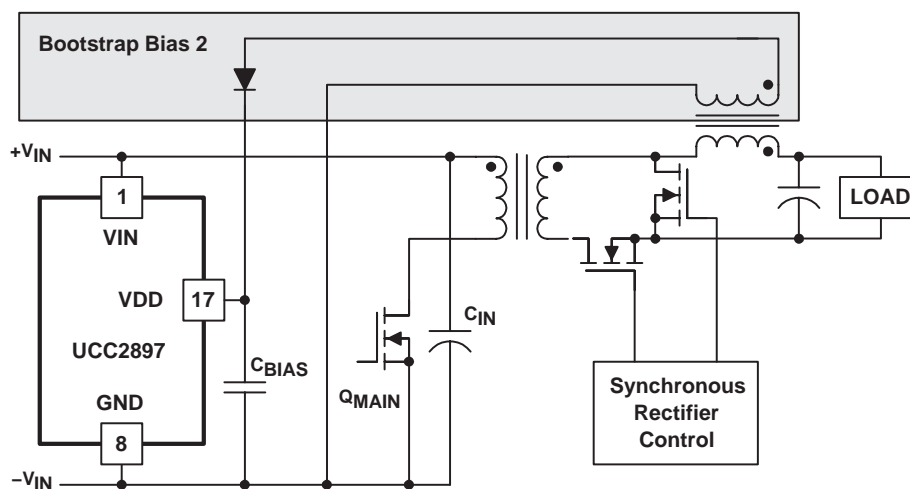 Bootstrap Bias 2
+VIN
1
VIN
LOAD
VDD
17
UCC2897
CIN
CBIAS
QMAIN
GND
8
Synchronous
Rectifier
Control
−VIN